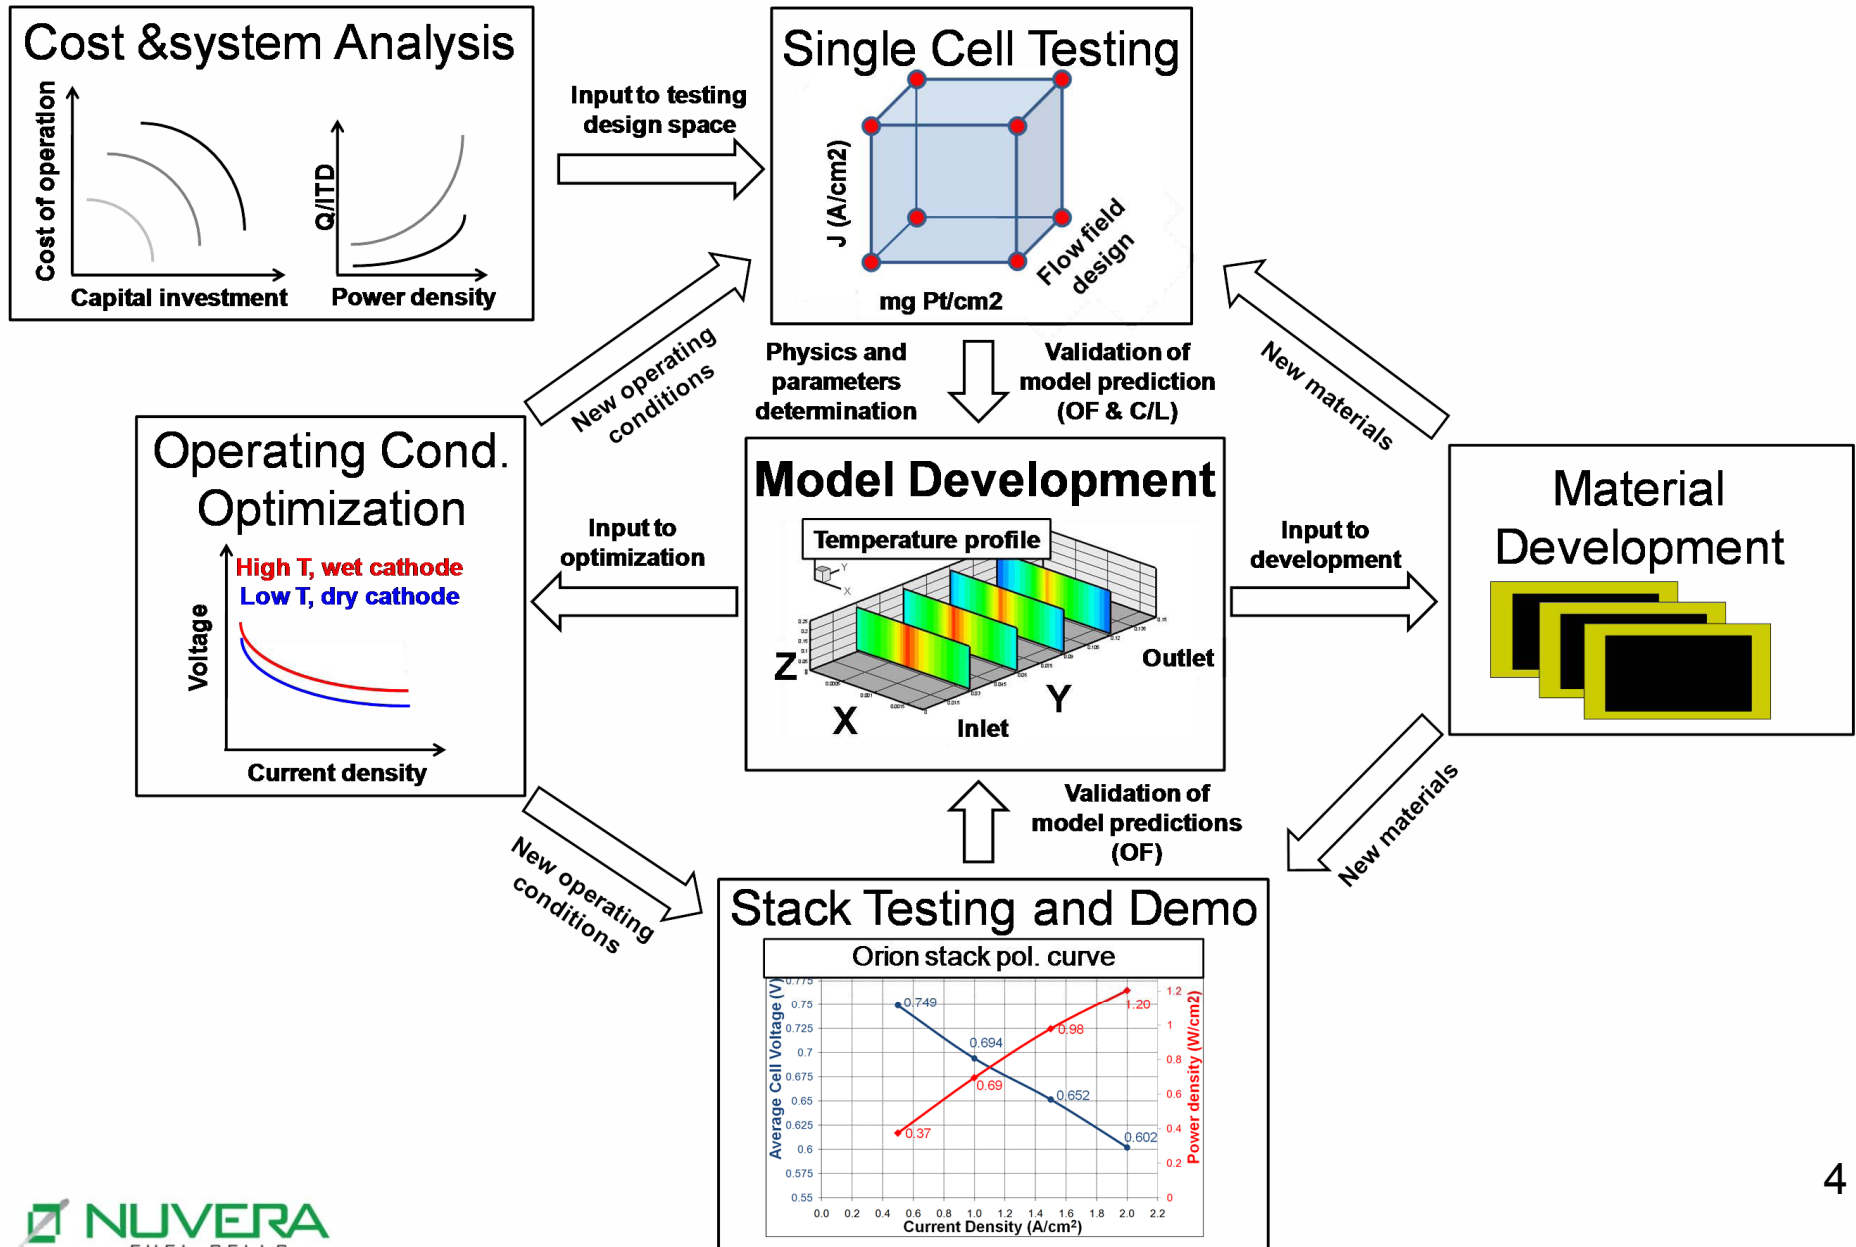 Cost &system Analysis
Cost of operation
Capital investment
Q/ITD
Power density
Input to testing
design space
Single Cell Testing
J (A/cm2)
mg Pt/cm2
Flow field
design
New operating
conditions
Physics and
parameters
determination
Validation of
model prediction
(OF & C/L)
New materials
Operating Cond.
Optimization
High T, wet cathode
Low T, dry cathode
Voltage
Current density
Input to
optimization
Model Development
Temperature profile
Z
X
Y
Inlet
Outlet
Input to
development
Material
Development
New operating
conditions
Validation of
model predictions
(OF)
New materials
Stack Testing and Demo
Orion stack pol. curve
Average Cell Voltage (V)
0.775
0.75
0.725
0.7
0.675
0.65
0.625
0.6
0.575
0.55
0.749
0.694
0.652
0.602
0.37
0.69
0.98
1.20
Power density (W/cm2)
1.2
1
0.8
0.6
0.4
0.2
0
0.0 0.2 0.4 0.6 0.8 1.0 1.2 1.4 1.6 1.8 2.0 2.2
Current Density (A/cm²)
NUVERA
FUEL CELLS
4